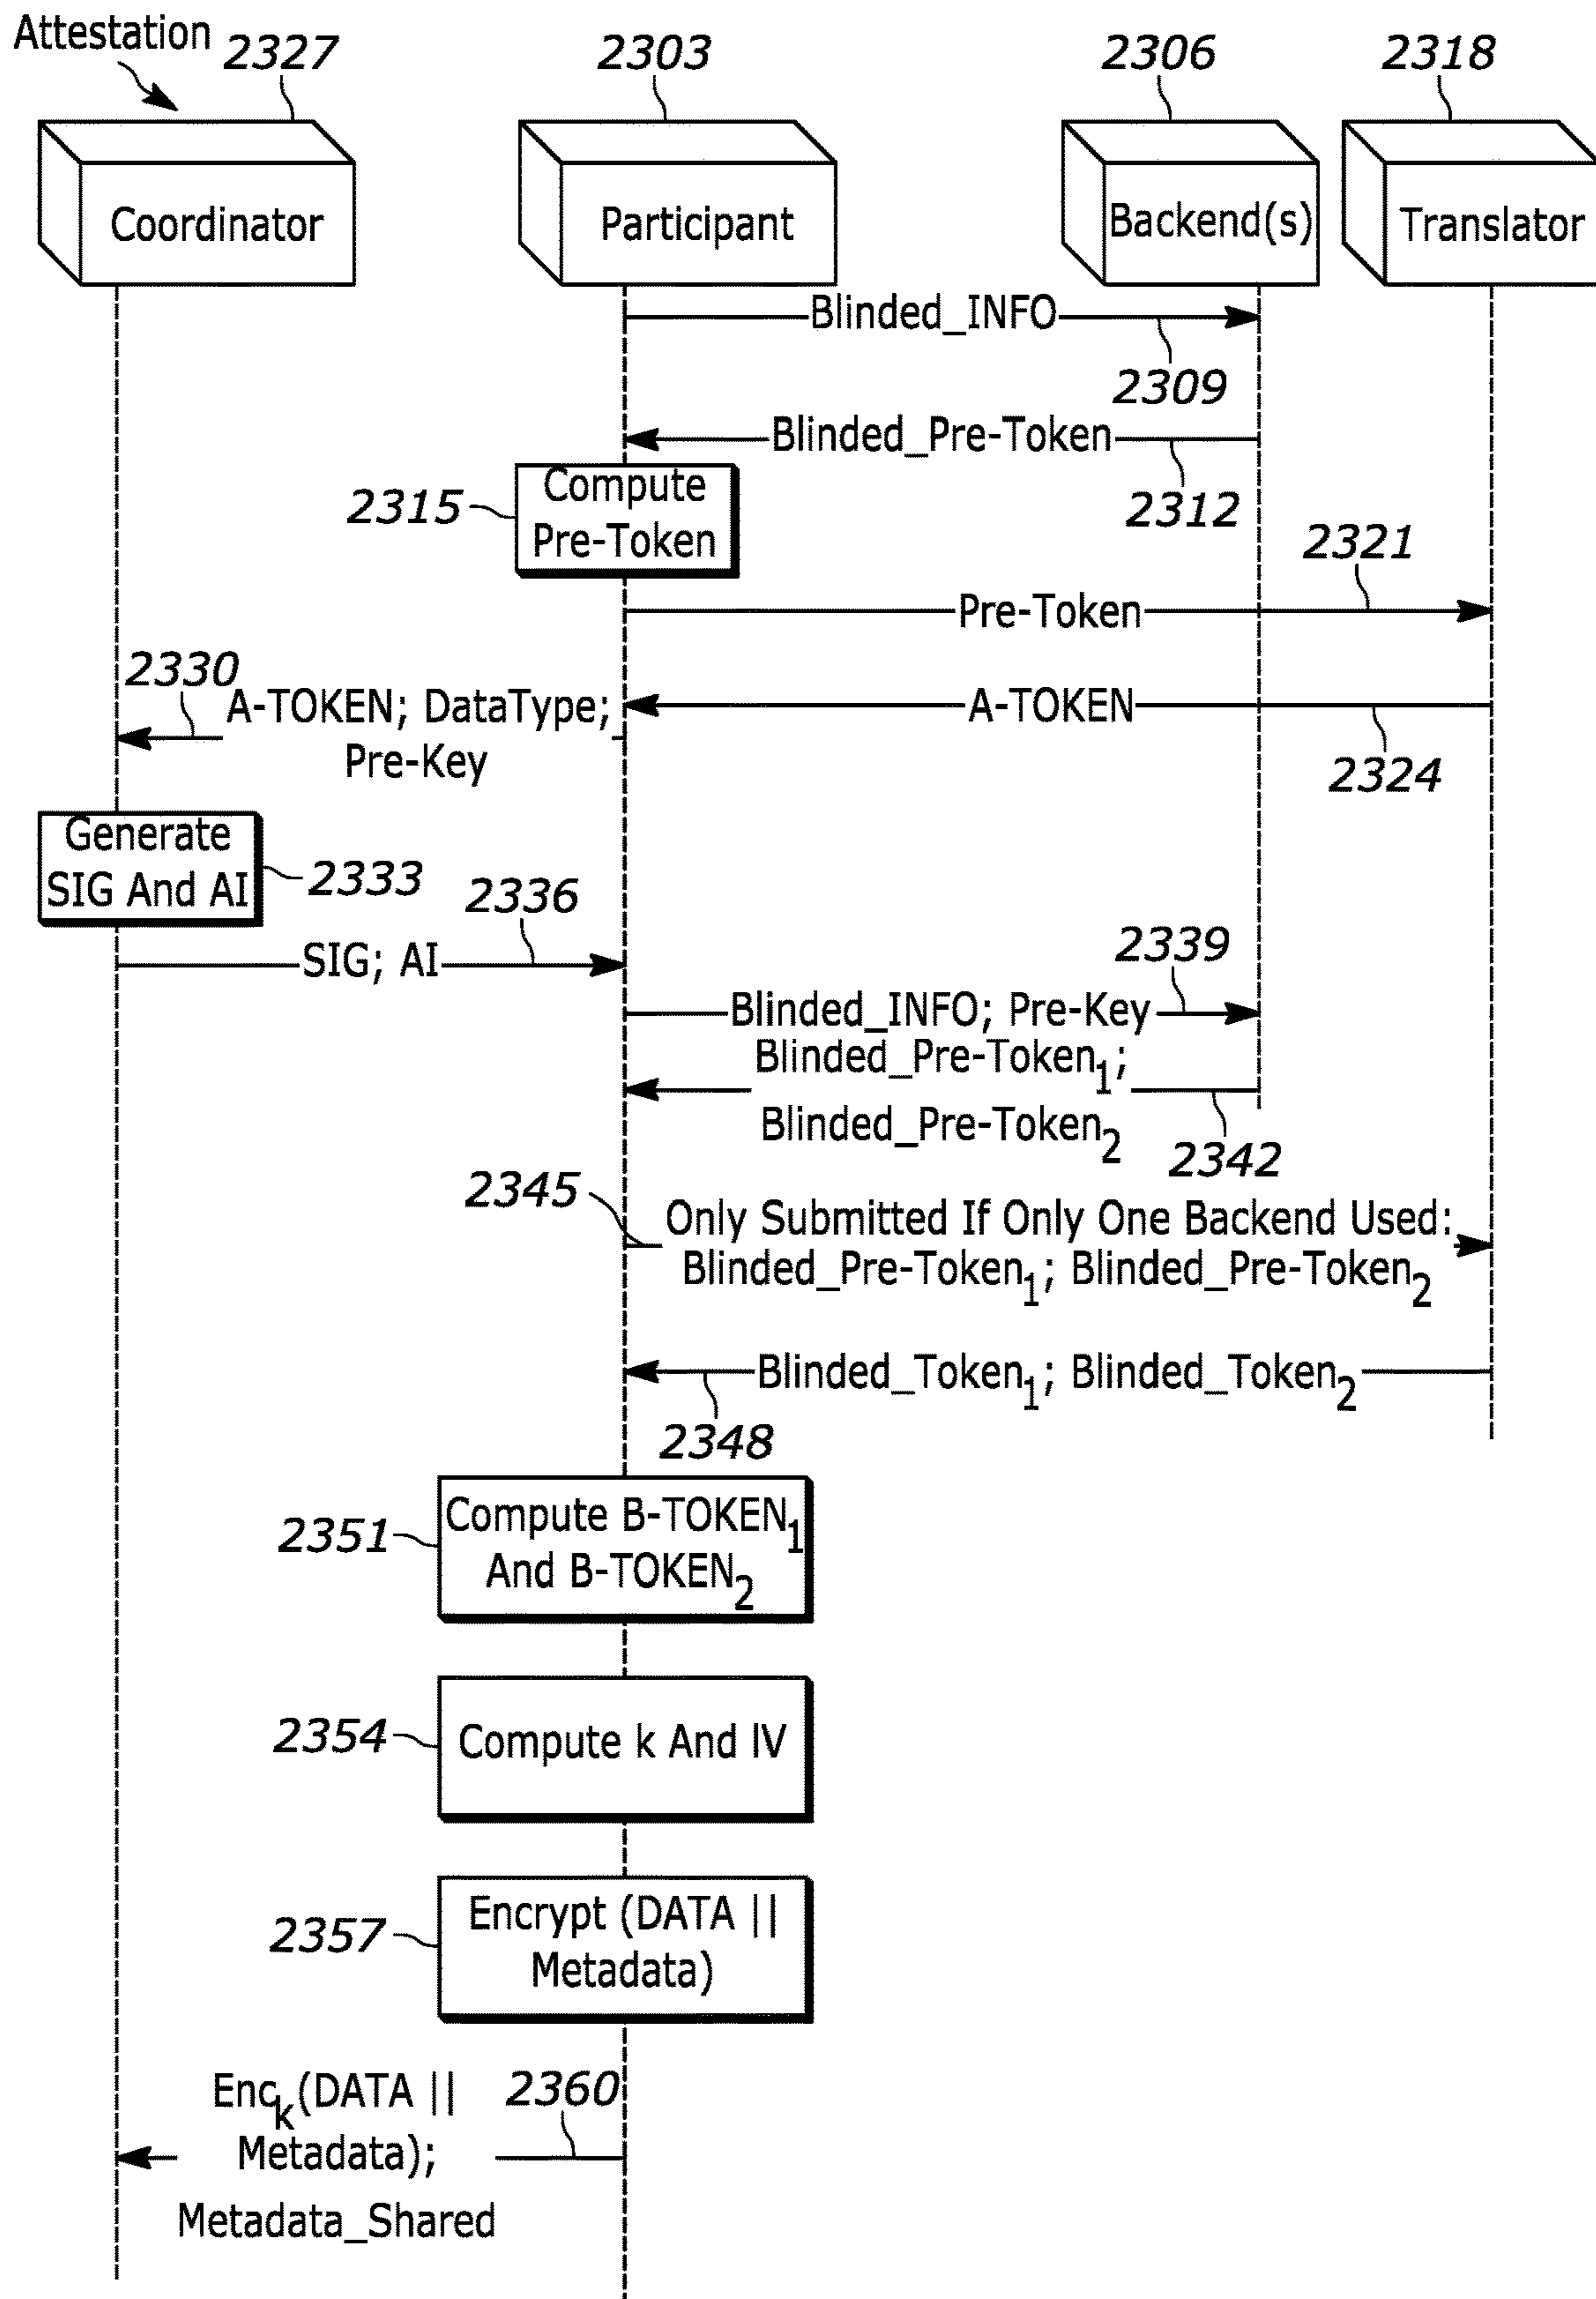 Attestation
2327
2303
2306
2318
Coordinator
Participant
Backend(s)
Translator
Blinded_INFO
2309
Blinded_Pre-Token
2312
2315
Compute
Pre-Token
2321
Pre-Token
2330
A-TOKEN; DataType;
Pre-Key
A-TOKEN
2324
Generate
SIG And AI
2333
2336
SIG; AI
2339
Blinded_INFO; Pre-Key
Blinded_Pre-Token1;
Blinded_Pre-Token2
2342
2345
Only Submitted If Only One Backend Used:
Blinded_Pre-Token1; Blinded_Pre-Token2
Blinded_Token1; Blinded_Token2
2348
2351
Compute B-TOKEN1
And B-TOKEN2
2354
Compute k And IV
2357
Encrypt (DATA ||
Metadata)
Enck(DATA ||
Metadata);
Metadata_Shared
2360